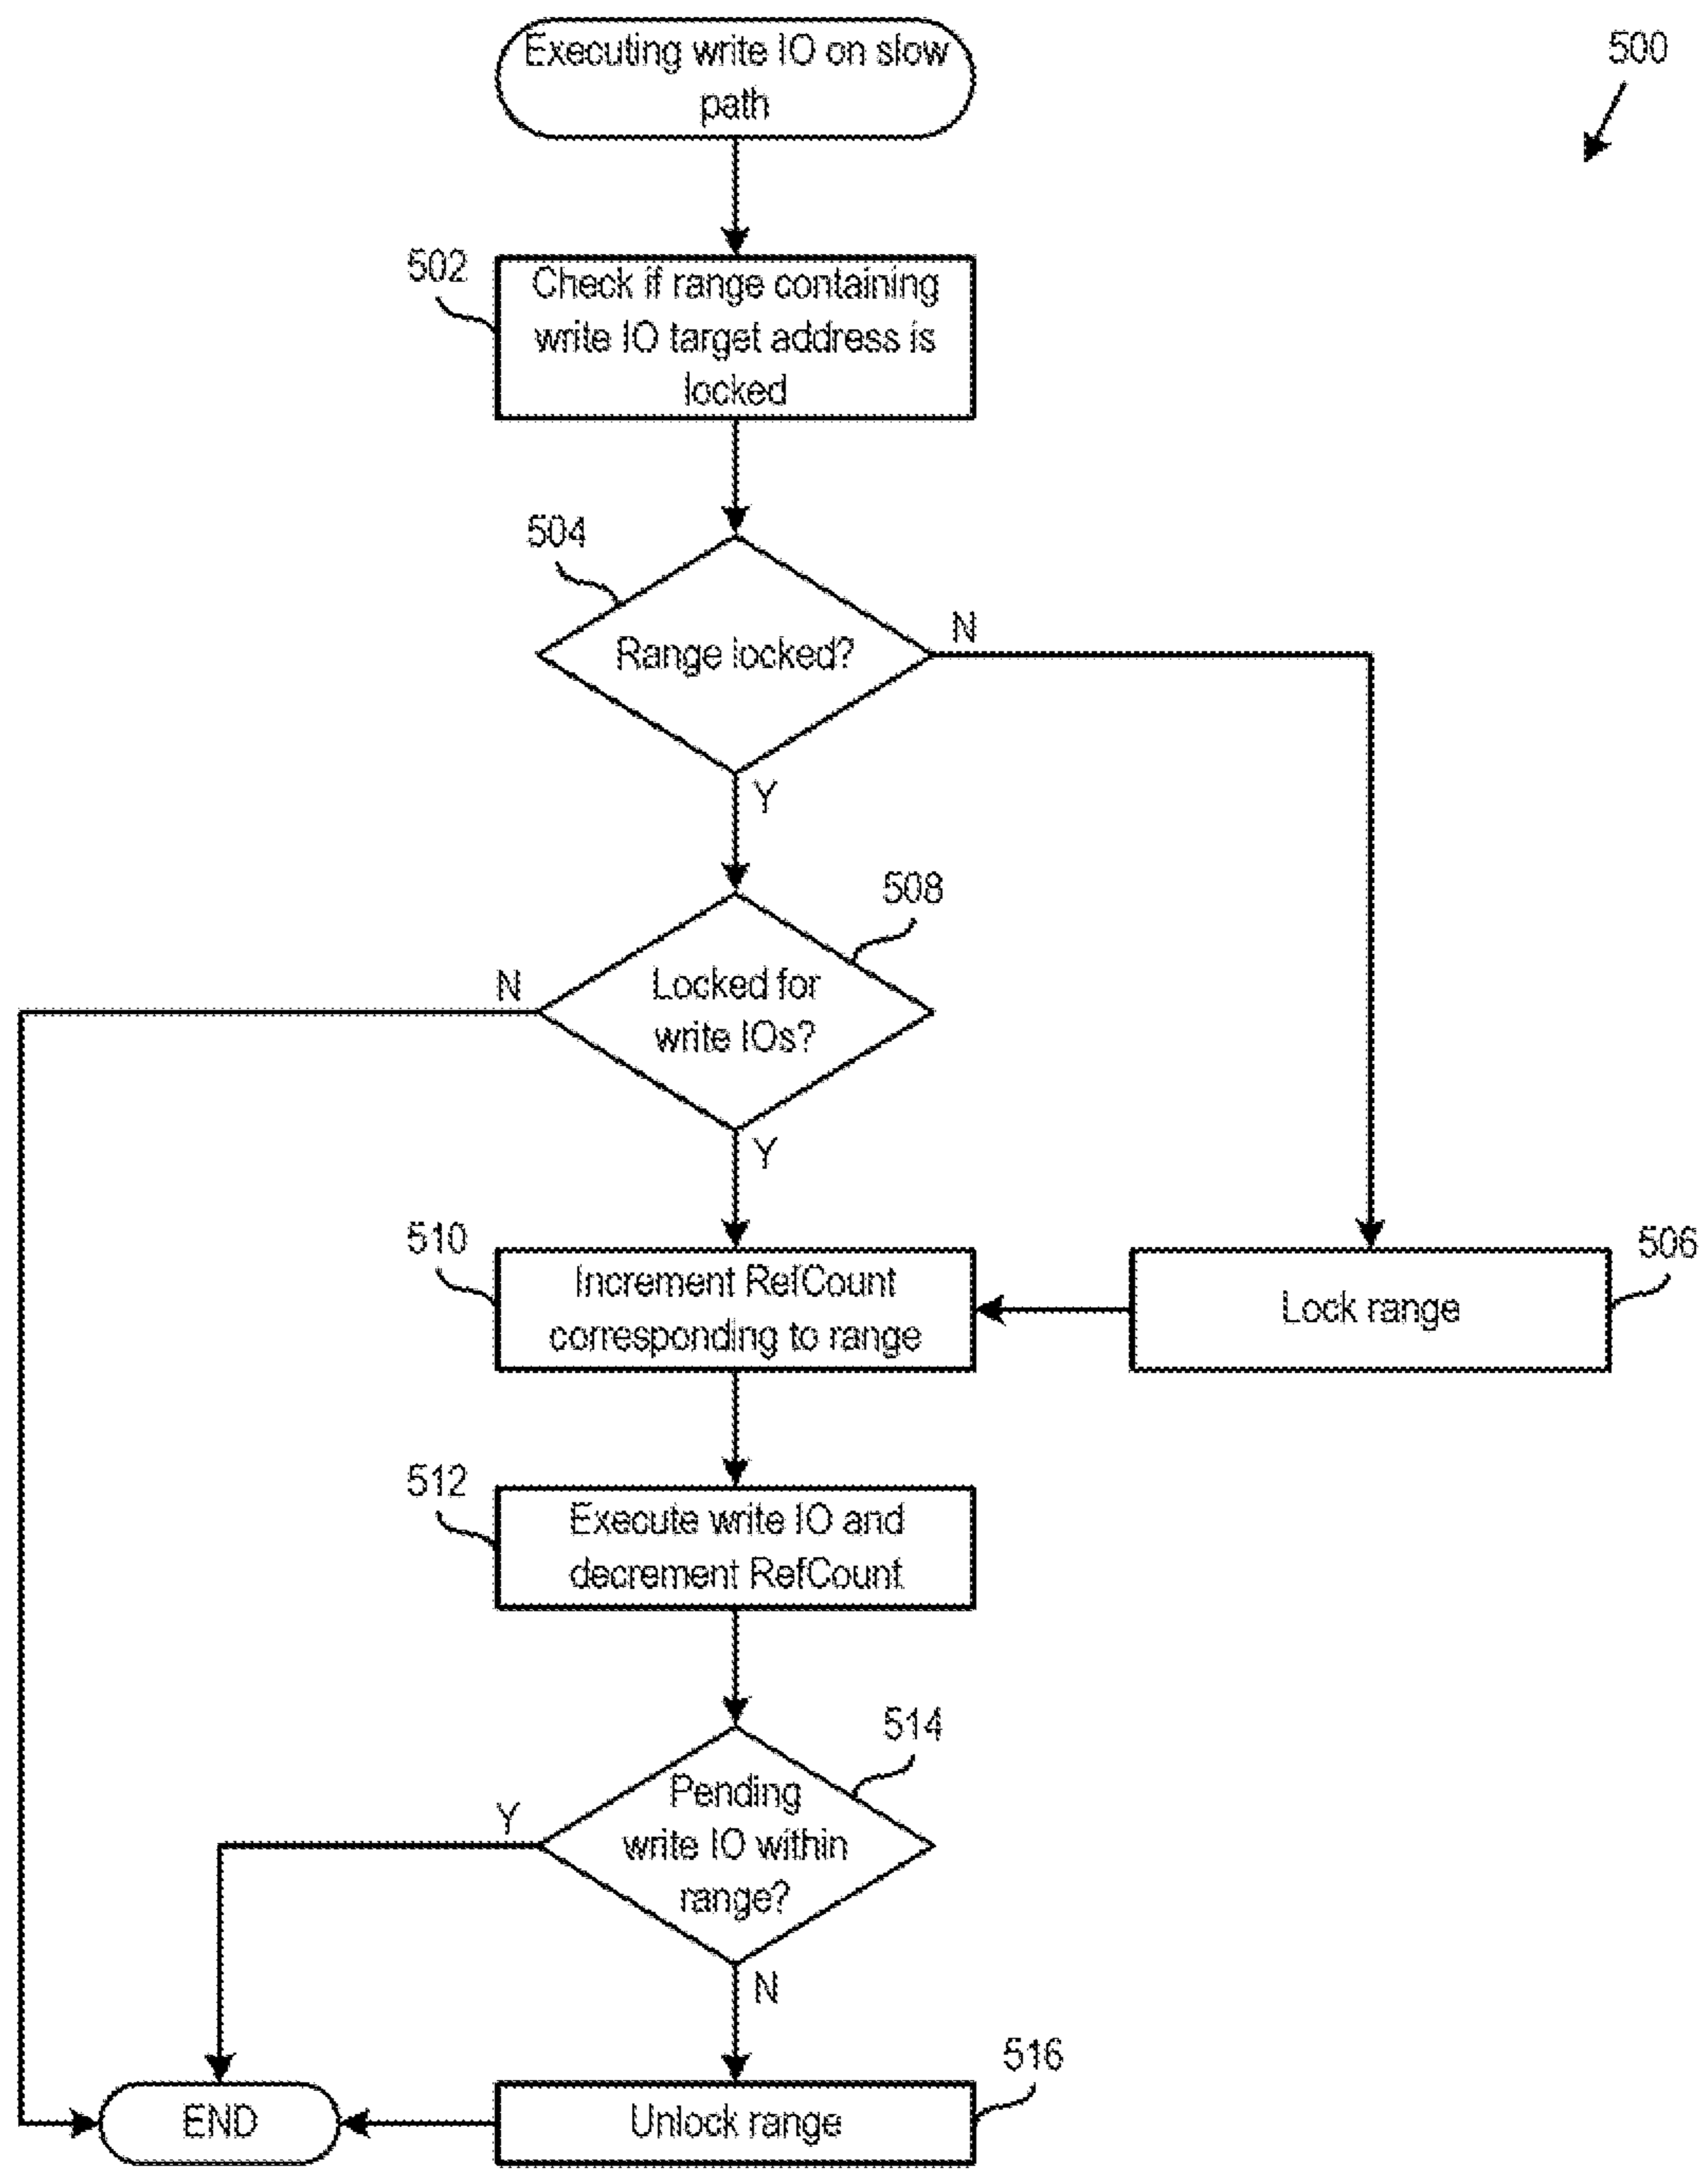 Executing write IO on slow
path
500
502
Check if range containing
write IO target address is
locked
504
Range locked?
N
Y
508
Locked for
write IOs?
N
Y
510
Increment RefCount
corresponding to range
506
Lock range
512
Execute write IO and
decrement RefCount
514
Pending
write IO within
range?
Y
N
516
Unlock range
END